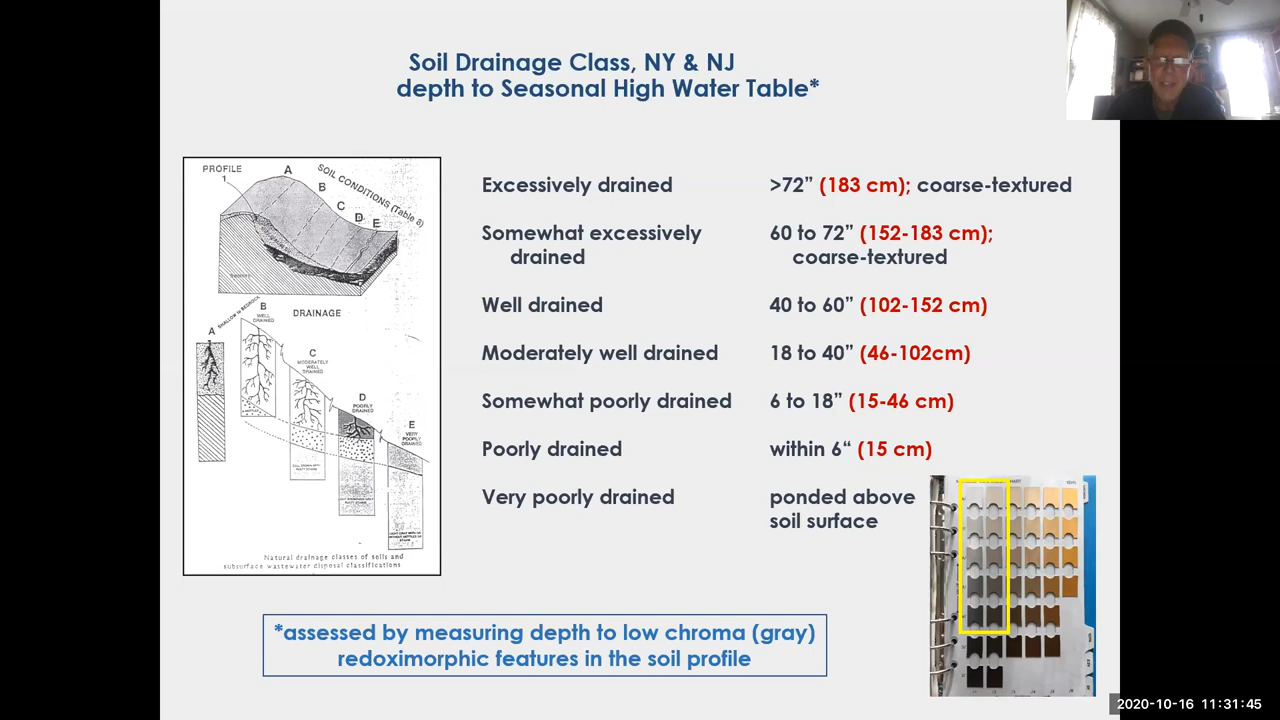 Soil Drainage Class, NY & NJ
depth to Seasonal High Water Table*
PROFILE
1
A
B
C
D
E
SOIL CONDITIONS (Table 8)
SHALLOW to BEDROCK
DRAINAGE
A
B
WELL
DRAINED
C
MODERATELY
WELL
DRAINED
D
POORLY
DRAINED
E
VERY
POORLY
DRAINED
Natural drainage classes of soils and
subsurface wastewater disposal classifications
Excessively drained
>72” (183 cm); coarse-textured
Somewhat excessively
drained
60 to 72” (152-183 cm);
coarse-textured
Well drained
40 to 60” (102-152 cm)
Moderately well drained
18 to 40” (46-102cm)
Somewhat poorly drained
6 to 18” (15-46 cm)
Poorly drained
within 6“ (15 cm)
Very poorly drained
ponded above
soil surface
*assessed by measuring depth to low chroma (gray)
redoximorphic features in the soil profile
2020-10-16 11:31:45